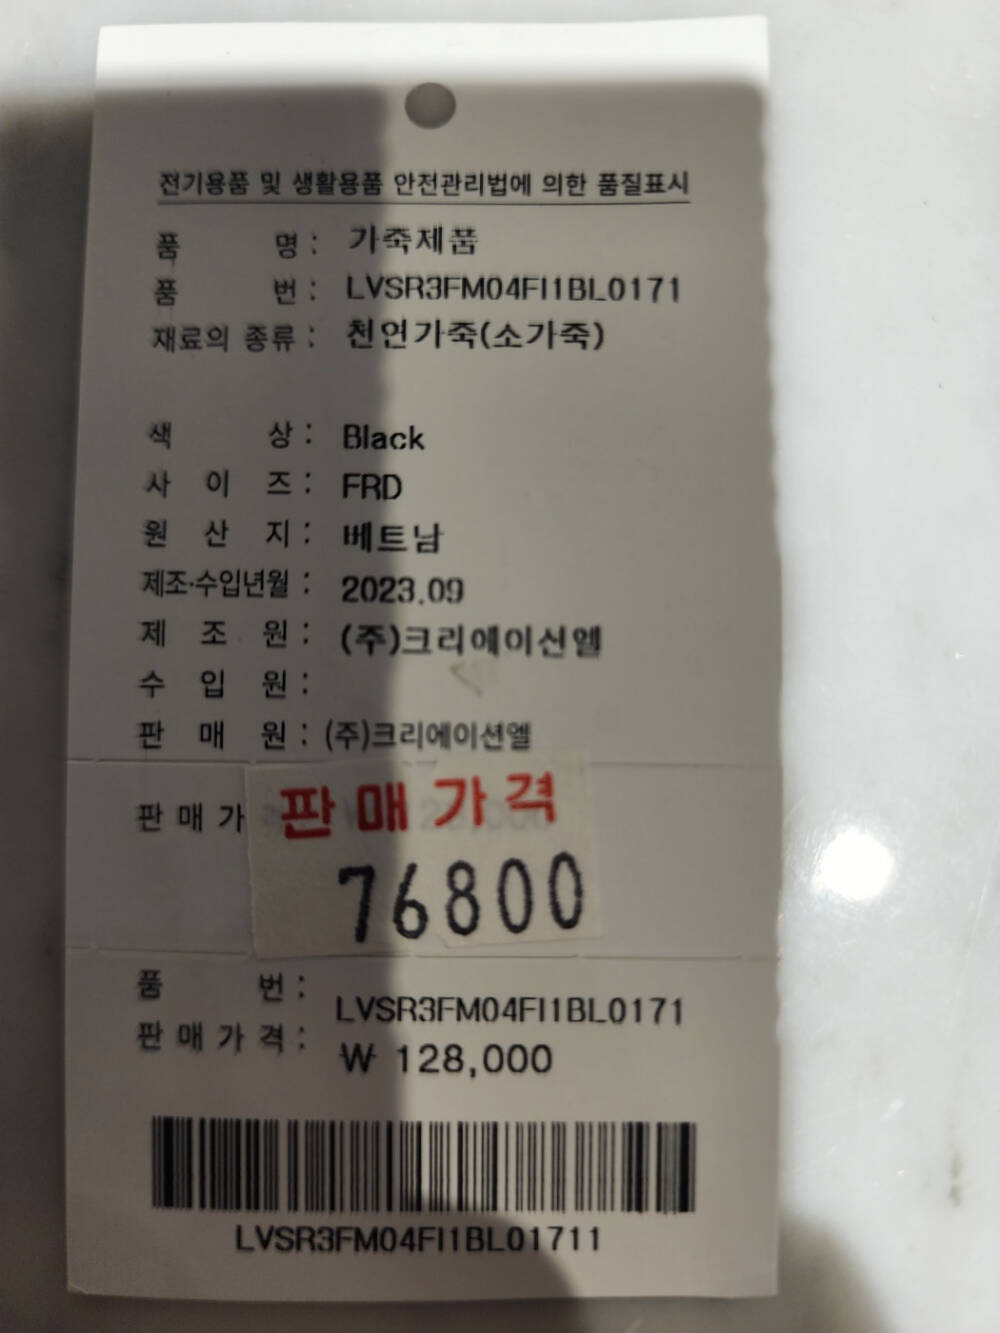 전기용품 및 생활용품 안전관리법에 의한 품질표시
품 명 : 가죽제품
품 번 : LVSR3FM04FI1BL0171
재료의 종류 : 천연가죽(소가죽)
색 상 : Black
사 이 즈 : FRD
원 산 지 : 베트남
제조·수입년월 : 2023.09
제 조 원 : (주)크리에이션엘
수 입 원 :
판 매 원 : (주)크리에이션엘
판 매 가
판매가격
76800
품 번 : LVSR3FM04FI1BL0171
판 매 가 격 : ₩ 128,000
LVSR3FM04FI1BL01711